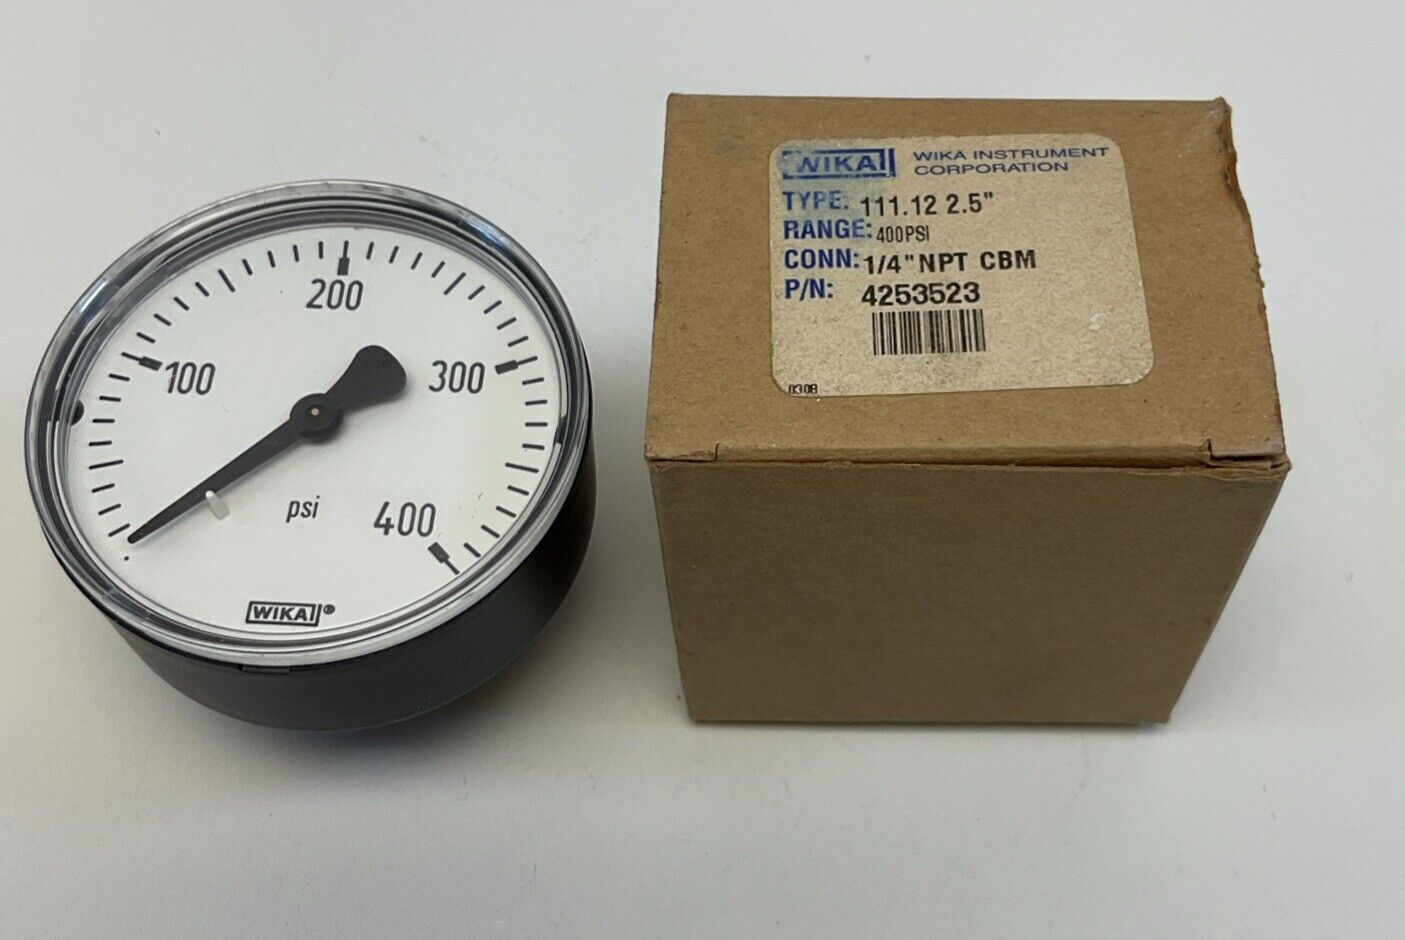 200
100
300
psi
400
WIKA®
WIKA
WIKA INSTRUMENT
CORPORATION
TYPE: 111.12 2.5"
RANGE: 400PSI
CONN: 1/4" NPT CBM
P/N: 4253523
0308